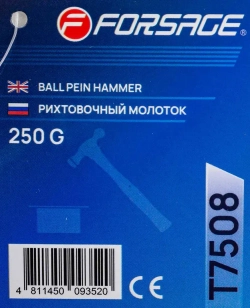 FORSAGE®
BALL PEIN HAMMER
РИХТОВОЧНЫЙ МОЛОТОК
250 G
T7508
4 811450 093520
CE